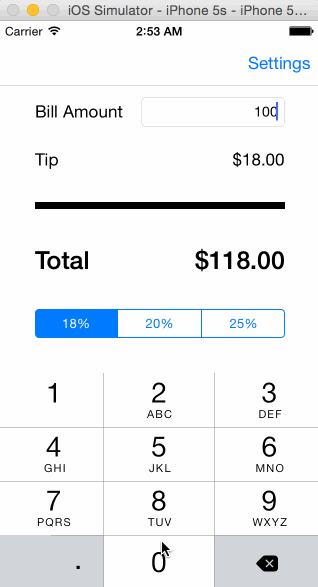 iOS Simulator - iPhone 5s - iPhone 5...
Carrier 2:53 AM
Settings
Bill Amount 100
Tip $18.00
Total $118.00
18% 20% 25%
1 2 3
ABC DEF
4 5 6
GHI JKL MNO
7 8 9
PQRS TUV WXYZ
. 0